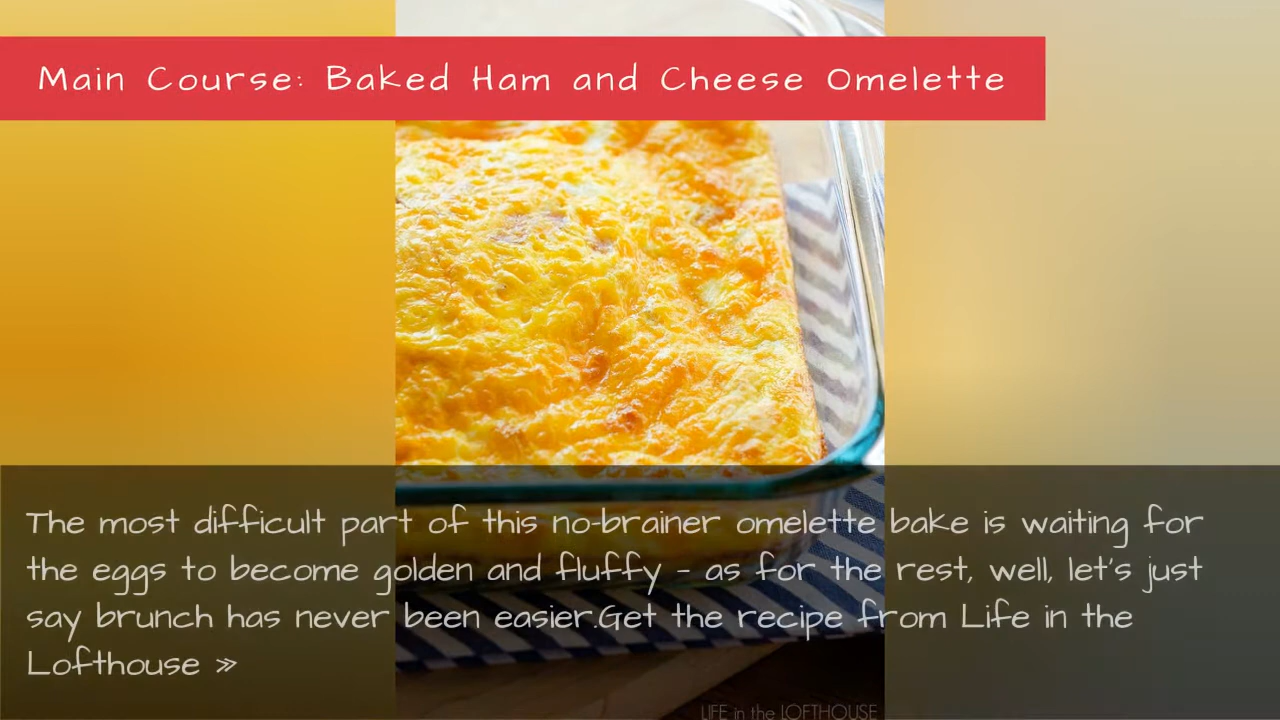 Main Course: Baked Ham and Cheese Omelette
The most difficult part of this no-brainer omelette bake is waiting for
the eggs to become golden and fluffy - as for the rest, well, let's just
say brunch has never been easier.Get the recipe from Life in the
Lofthouse »
LIFE in the LOFTHOUSE